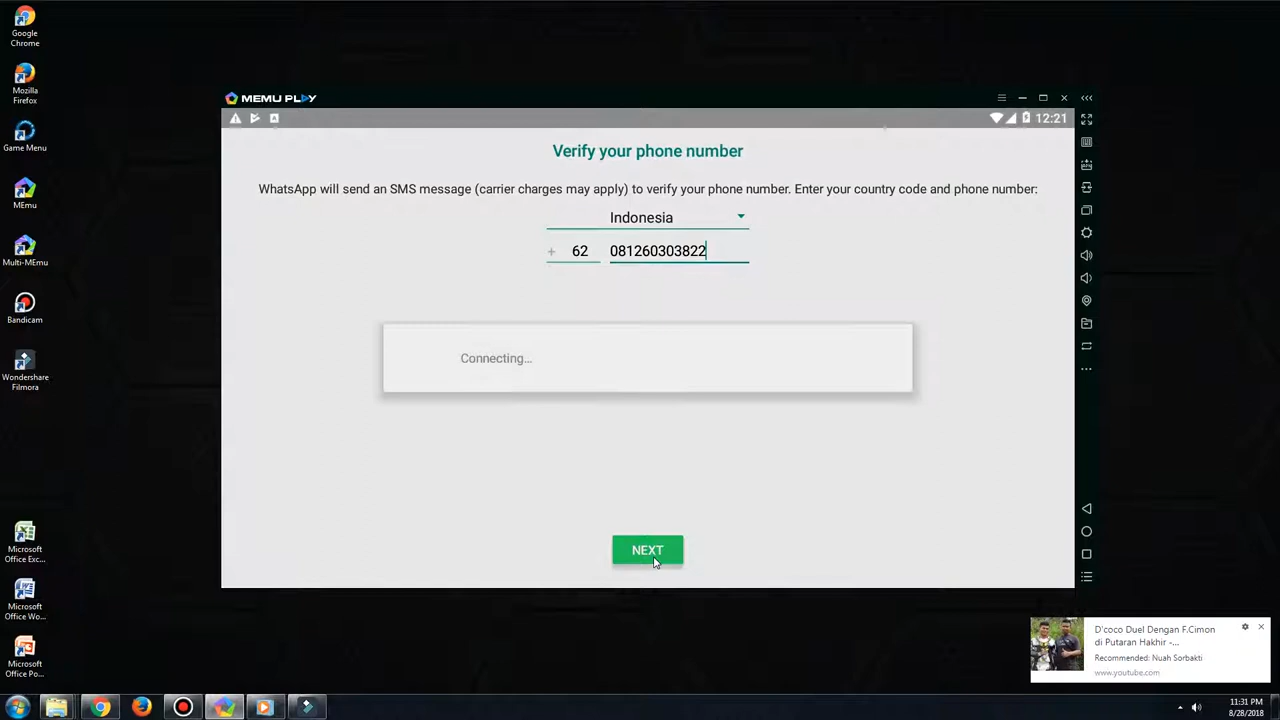 Google
Chrome
Mozilla
Firefox
Game Menu
MEmu
Multi-MEmu
Bandicam
Wondershare
Filmora
Microsoft
Office Exc...
Microsoft
Office Wo...
Microsoft
Office Po...
MEMU PLAY
12:21
Verify your phone number
WhatsApp will send an SMS message (carrier charges may apply) to verify your phone number. Enter your country code and phone number:
Indonesia
+ 62 081260303822
Connecting...
NEXT
D'coco Duel Dengan F.Cimon
di Putaran Hakhir -...
Recommended: Nuah Sorbakti
www.youtube.com
11:31 PM
8/28/2018